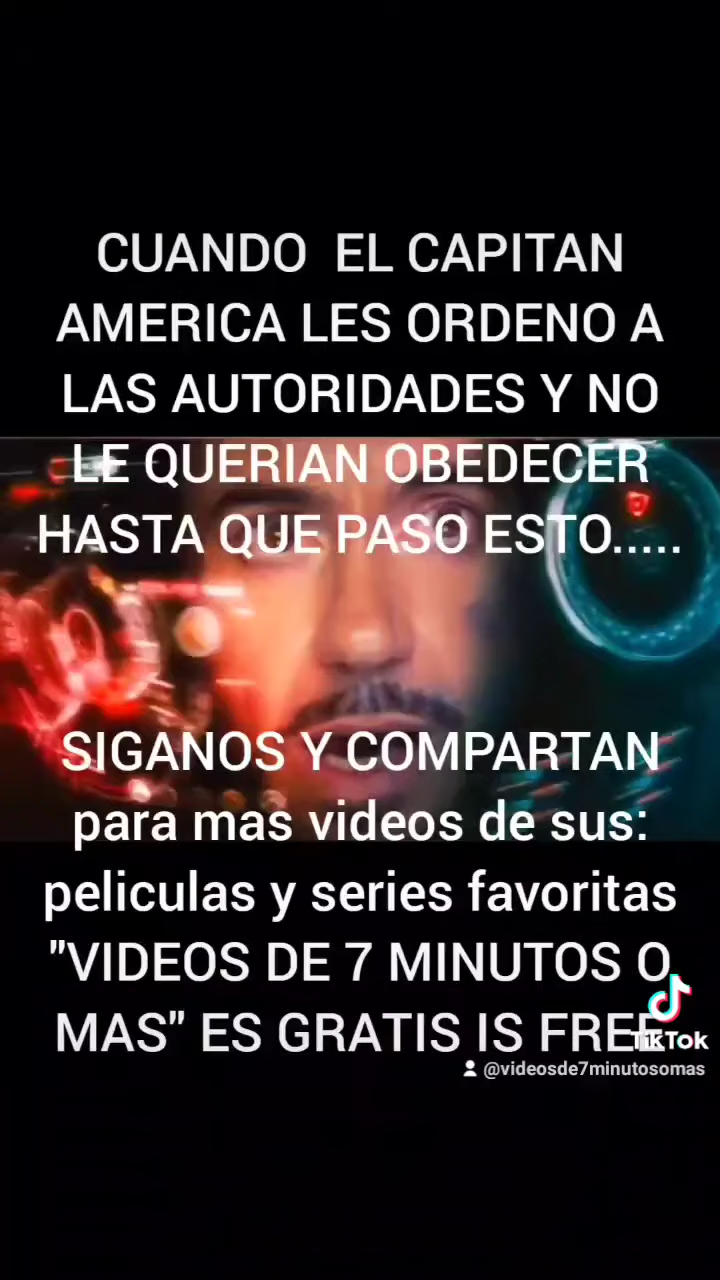 CUANDO EL CAPITAN
AMERICA LES ORDENO A
LAS AUTORIDADES Y NO
LE QUERIAN OBEDECER
HASTA QUE PASO ESTO.....
SIGANOS Y COMPARTAN
para mas videos de sus:
peliculas y series favoritas
"VIDEOS DE 7 MINUTOS O
MAS" ES GRATIS IS FREE
TikTok
@videosde7minutosomas